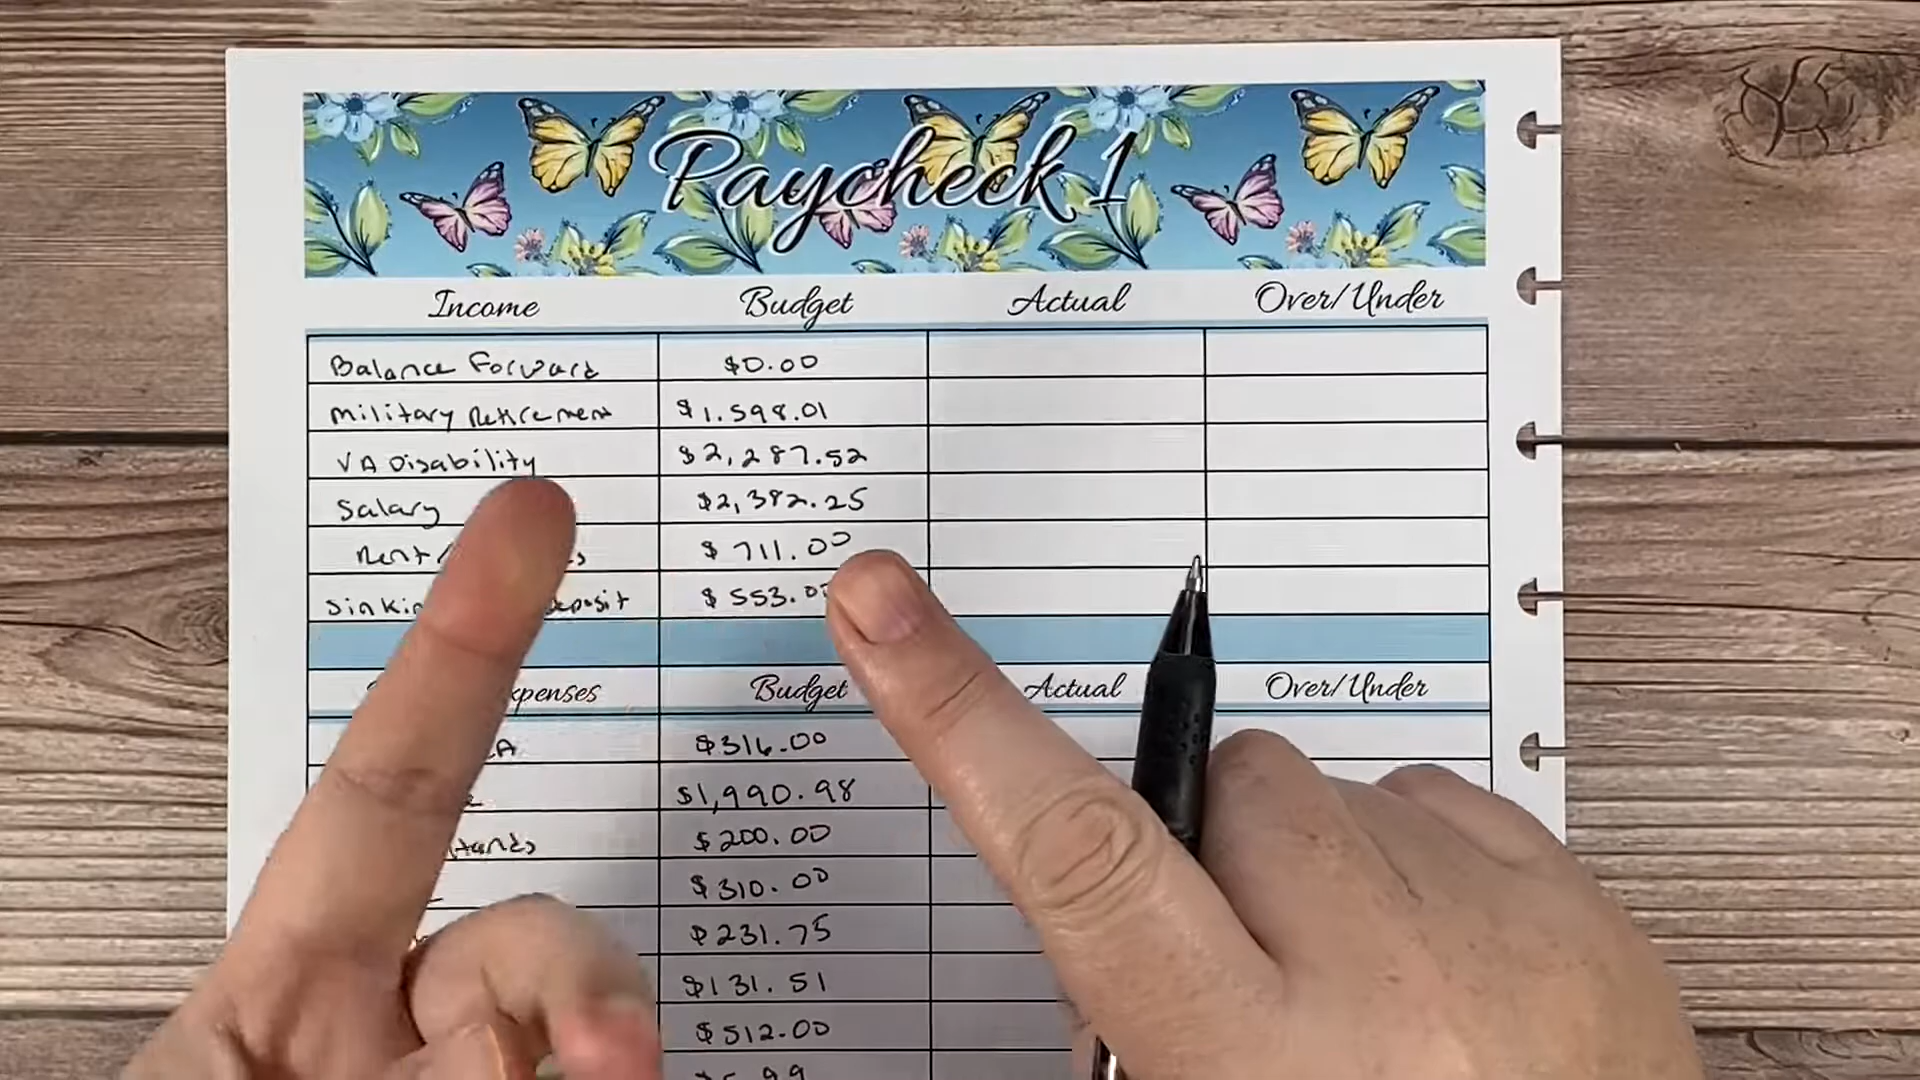 Paycheck 1
Income Budget Actual Over/Under
Balance Forward $0.00
Military Retirement $1.598.01
VA Disability $2,287.52
Salary $2,382.25
Rent/ $711.00
$553.00
Budget Actual Over/Under
$316.00
$1,990.98
$200.00
$310.00
$231.75
$131.51
$512.00